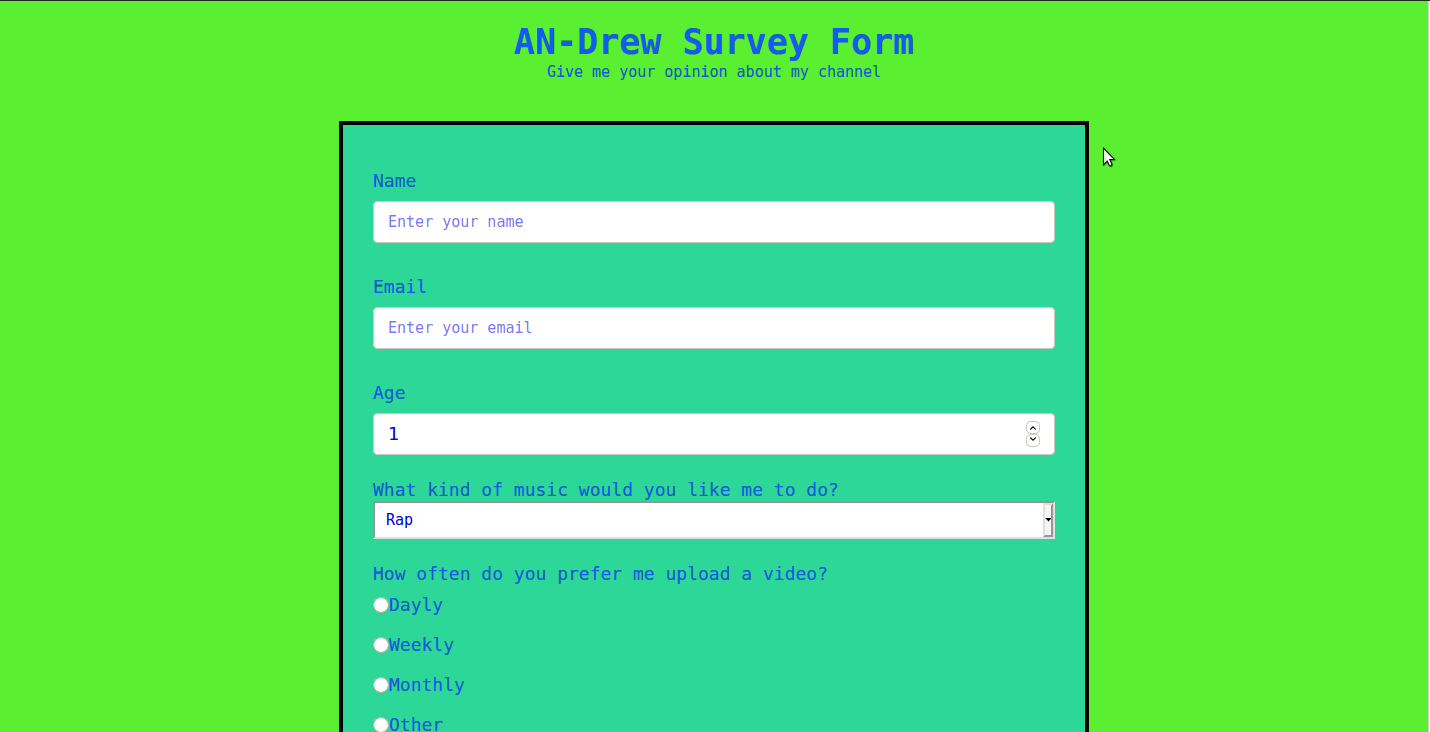 AN-Drew Survey Form
Give me your opinion about my channel
Name
Enter your name
Email
Enter your email
Age
1
What kind of music would you like me to do?
Rap
How often do you prefer me upload a video?
Dayly
Weekly
Monthly
Other